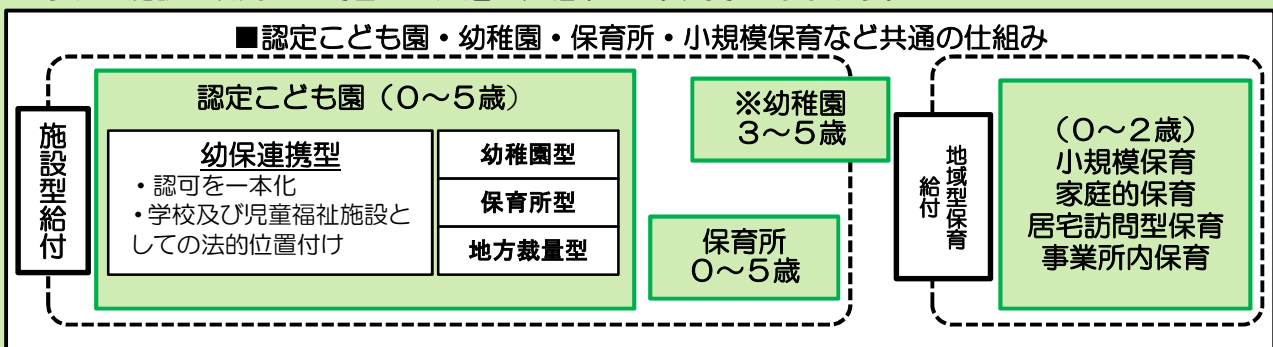 ■認定こども園・幼稚園・保育所・小規模保育など共通の仕組み
施設型給付
認定こども園(0~5歳)
幼保連携型
・認可を一本化
・学校及び児童福祉施設と
しての法的位置付け
幼稚園型
保育所型
地方裁量型
※幼稚園
3~5歳
保育所
0~5歳
地域型保育
給付
(0~2歳)
小規模保育
家庭的保育
居宅訪問型保育
事業所内保育